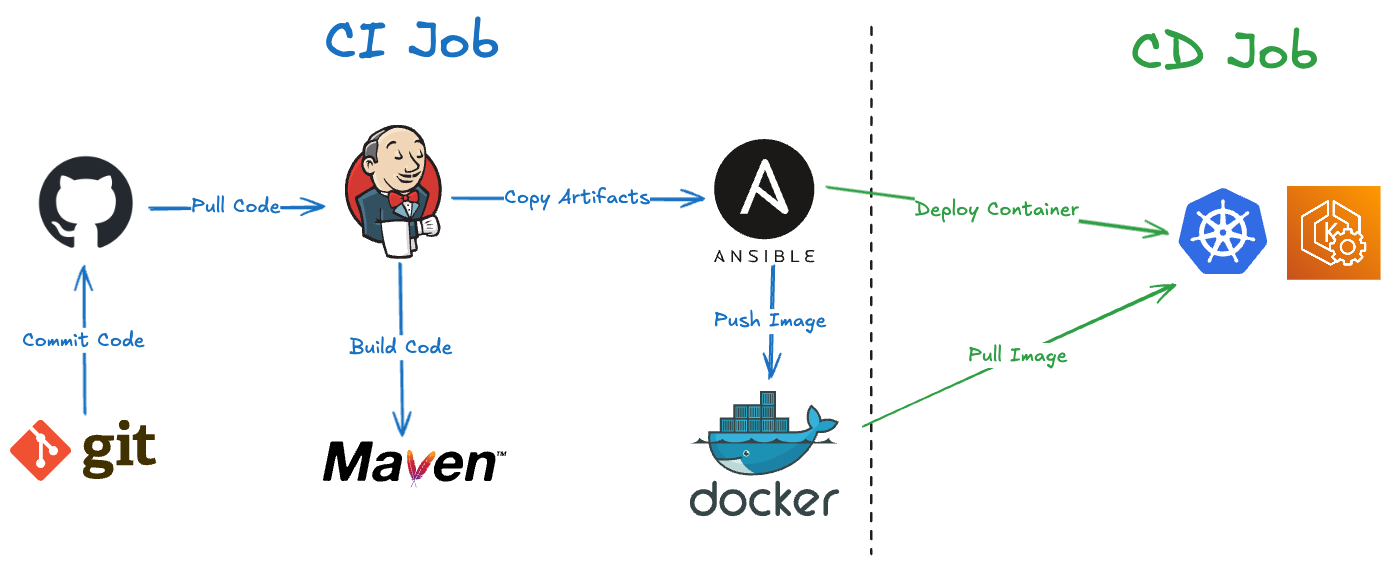 CI Job
CD Job
Pull Code
Copy Artifacts
Deploy Container
ANSIBLE
Commit Code
Build Code
Push Image
Pull Image
git
Maven™
docker
K